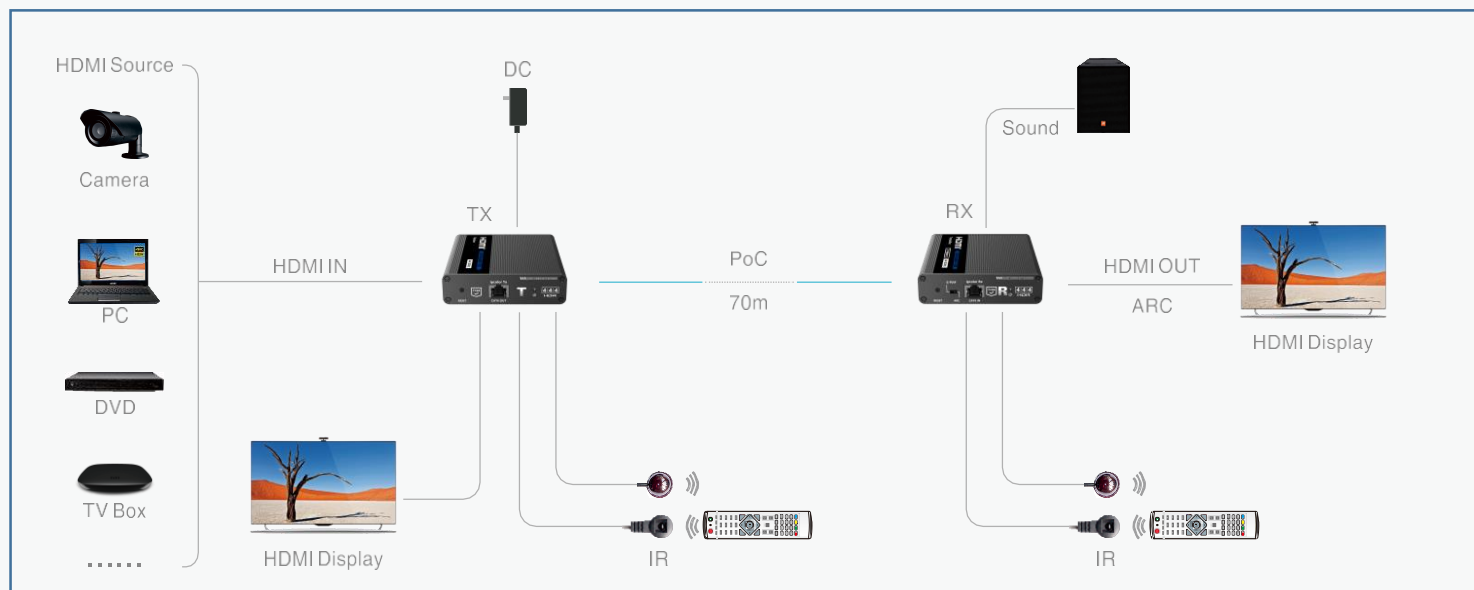 HDMI Source
Camera
PC
DVD
TV Box
......
HDMI IN
HDMI Display
DC
TX
T
IR
PoC
70m
RX
R
Sound
HDMI OUT
ARC
HDMI Display
IR